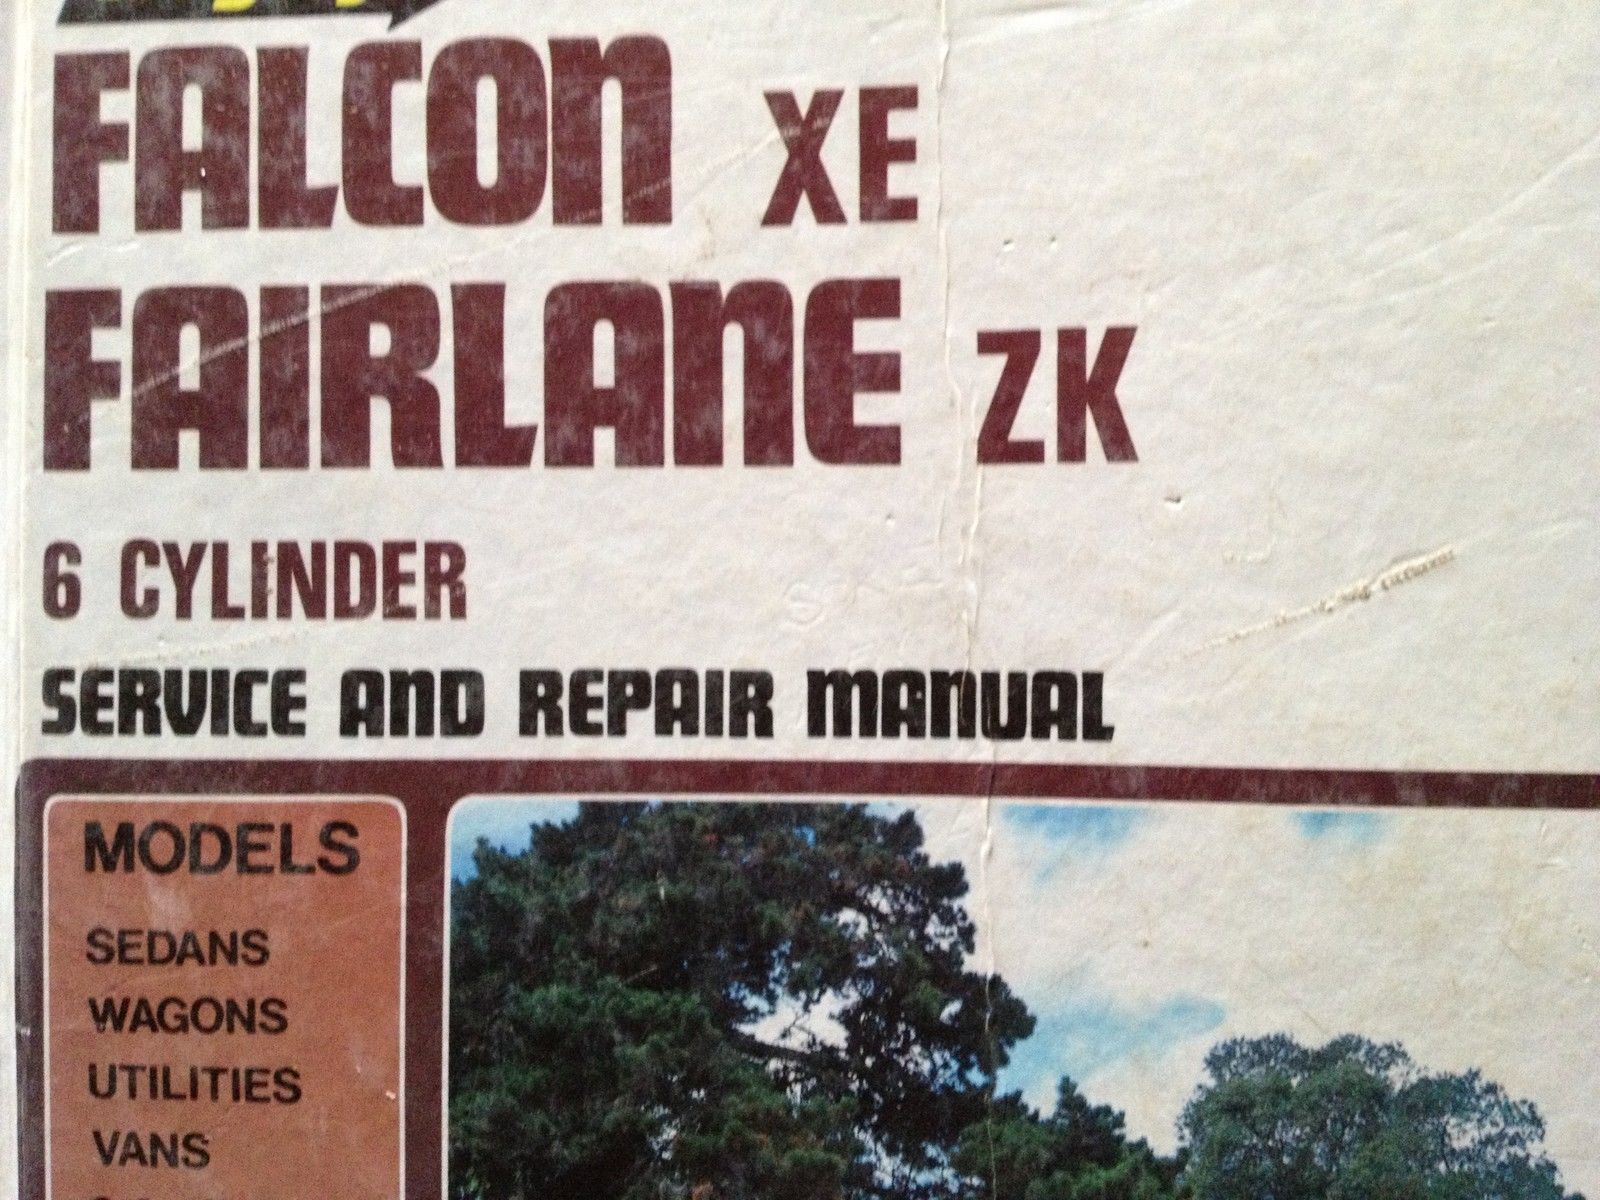 FALCON XE
FAIRLANE ZK
6 CYLINDER
SERVICE AND REPAIR MANUAL
MODELS
SEDANS
WAGONS
UTILITIES
VANS